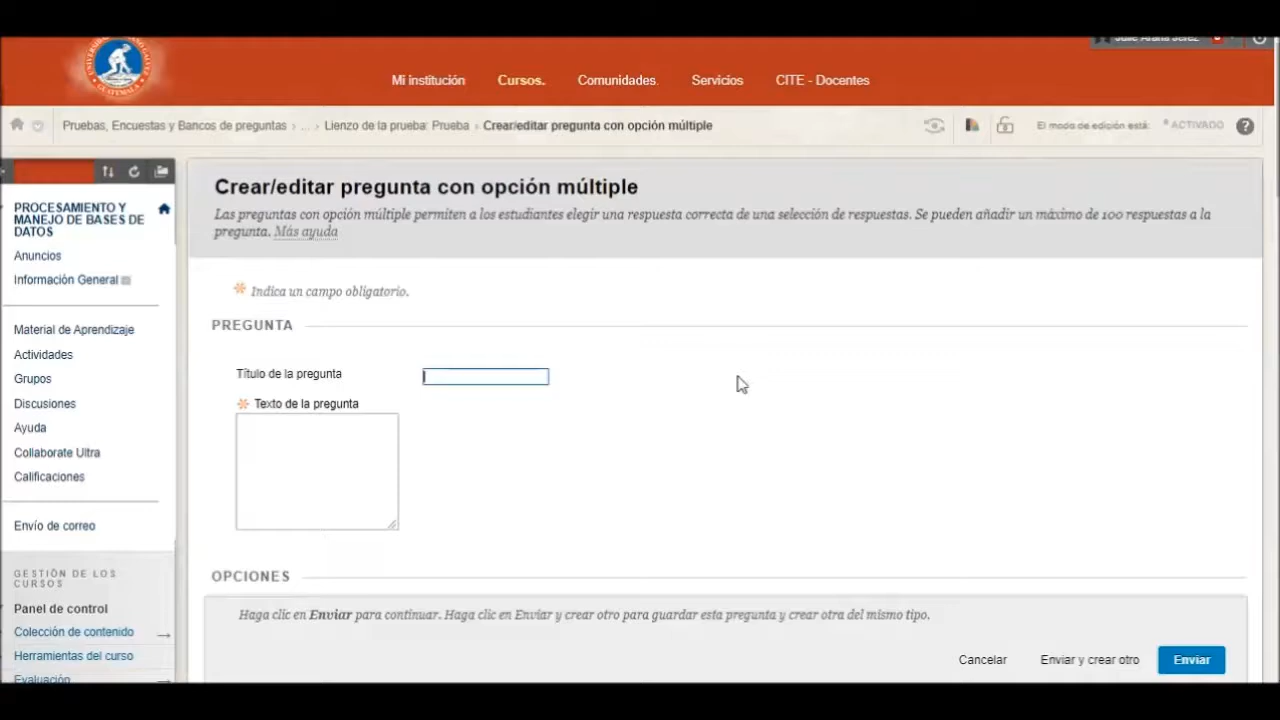 Julie Arana Jerez
Mi institución Cursos. Comunidades Servicios CITE - Docentes
Pruebas, Encuestas y Bancos de preguntas › ... › Lienzo de la prueba: Prueba › Crear/editar pregunta con opción múltiple
El modo de edición está: ACTIVADO ?
PROCESAMIENTO Y
MANEJO DE BASES DE
DATOS
Anuncios
Información General
Material de Aprendizaje
Actividades
Grupos
Discusiones
Ayuda
Collaborate Ultra
Calificaciones
Envío de correo
GESTIÓN DE LOS
CURSOS
Panel de control
Colección de contenido
Herramientas del curso
Evaluación
Crear/editar pregunta con opción múltiple
Las preguntas con opción múltiple permiten a los estudiantes elegir una respuesta correcta de una selección de respuestas. Se pueden añadir un máximo de 100 respuestas a la
pregunta. Más ayuda
Indica un campo obligatorio.
PREGUNTA
Título de la pregunta
Texto de la pregunta
OPCIONES
Haga clic en Enviar para continuar. Haga clic en Enviar y crear otro para guardar esta pregunta y crear otra del mismo tipo.
Cancelar Enviar y crear otro Enviar